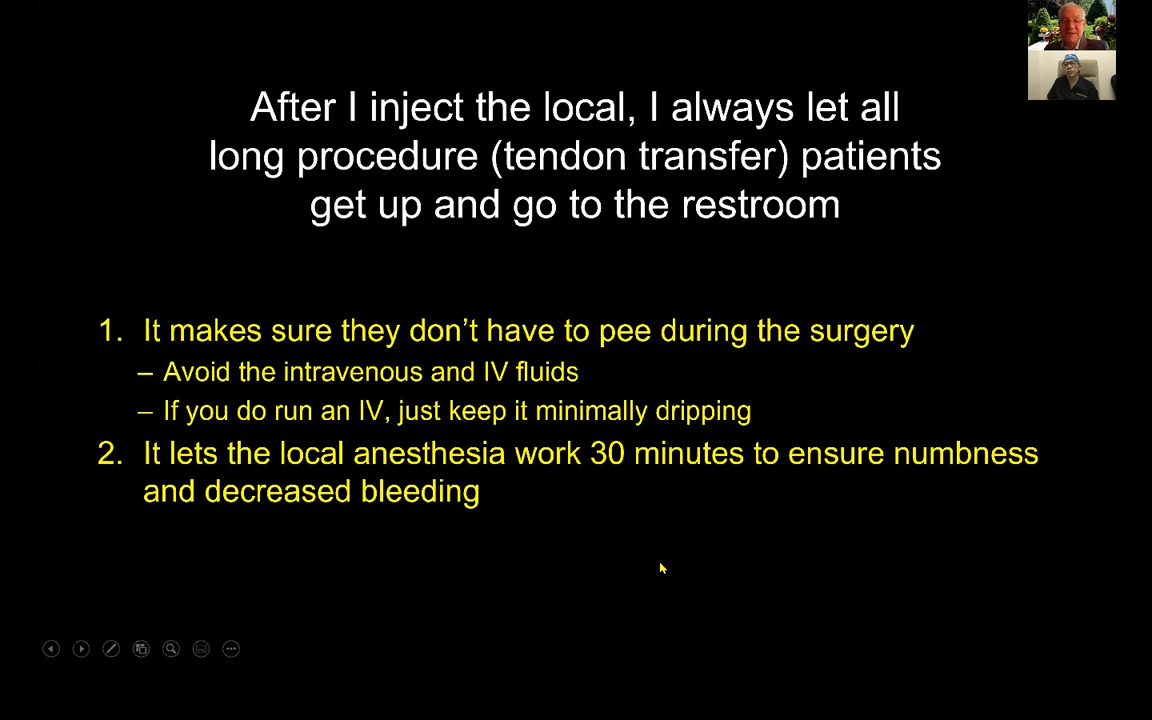 After I inject the local, I always let all
long procedure (tendon transfer) patients
get up and go to the restroom
1. It makes sure they don’t have to pee during the surgery
– Avoid the intravenous and IV fluids
– If you do run an IV, just keep it minimally dripping
2. It lets the local anesthesia work 30 minutes to ensure numbness
and decreased bleeding